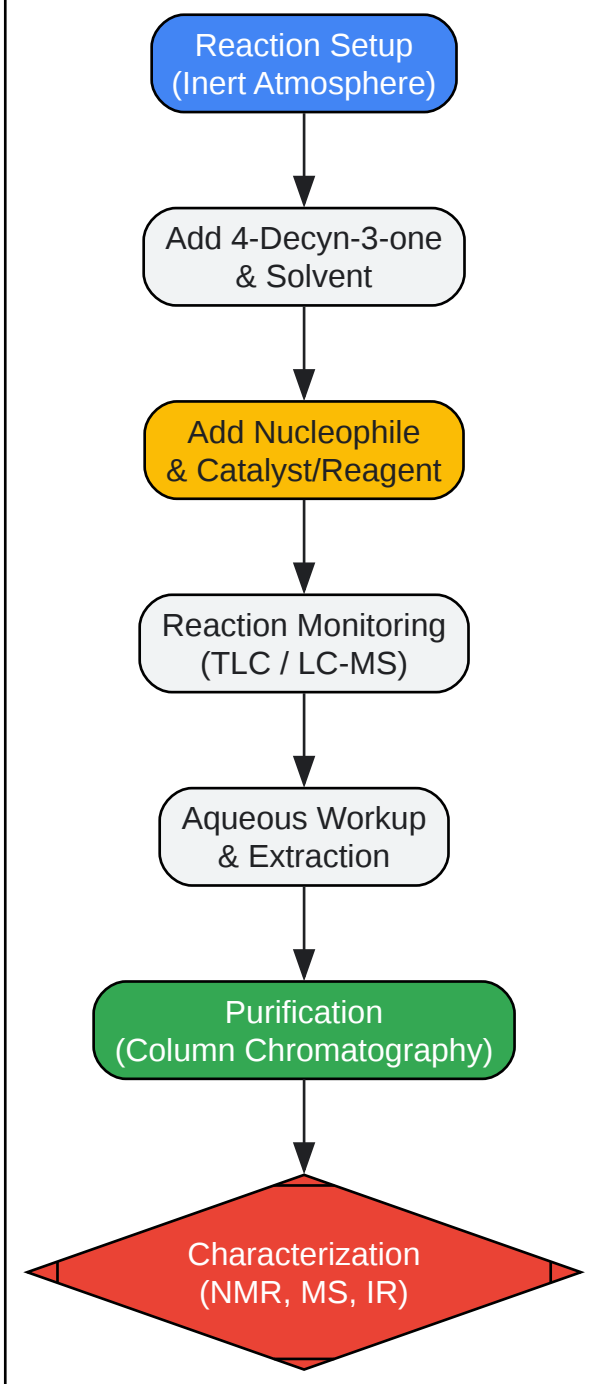 Reaction Setup
(Inert Atmosphere)
Add 4-Decyn-3-one
& Solvent
Add Nucleophile
& Catalyst/Reagent
Reaction Monitoring
(TLC / LC-MS)
Aqueous Workup
& Extraction
Purification
(Column Chromatography)
Characterization
(NMR, MS, IR)